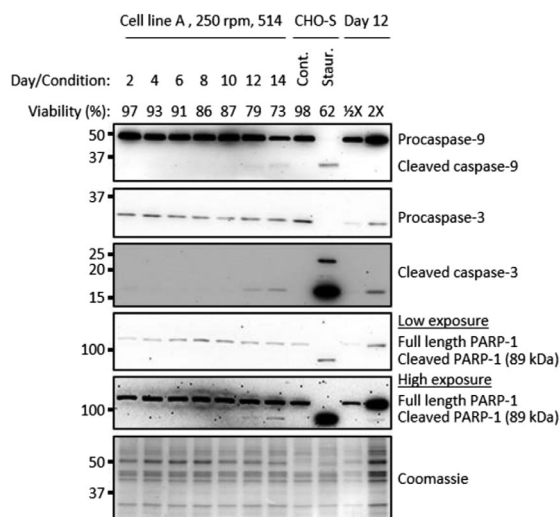 Cell line A , 250 rpm, 514 CHO-S Day 12
Day/Condition: 2 4 6 8 10 12 14 Cont. Staur.
Viability (%): 97 93 91 86 87 79 73 98 62 ½X 2X
50 Procaspase-9
37 Cleaved caspase-9
37
Procaspase-3
25
20 Cleaved caspase-3
15
Low exposure
Full length PARP-1
100 Cleaved PARP-1 (89 kDa)
High exposure
Full length PARP-1
100 Cleaved PARP-1 (89 kDa)
50
Coomassie
37